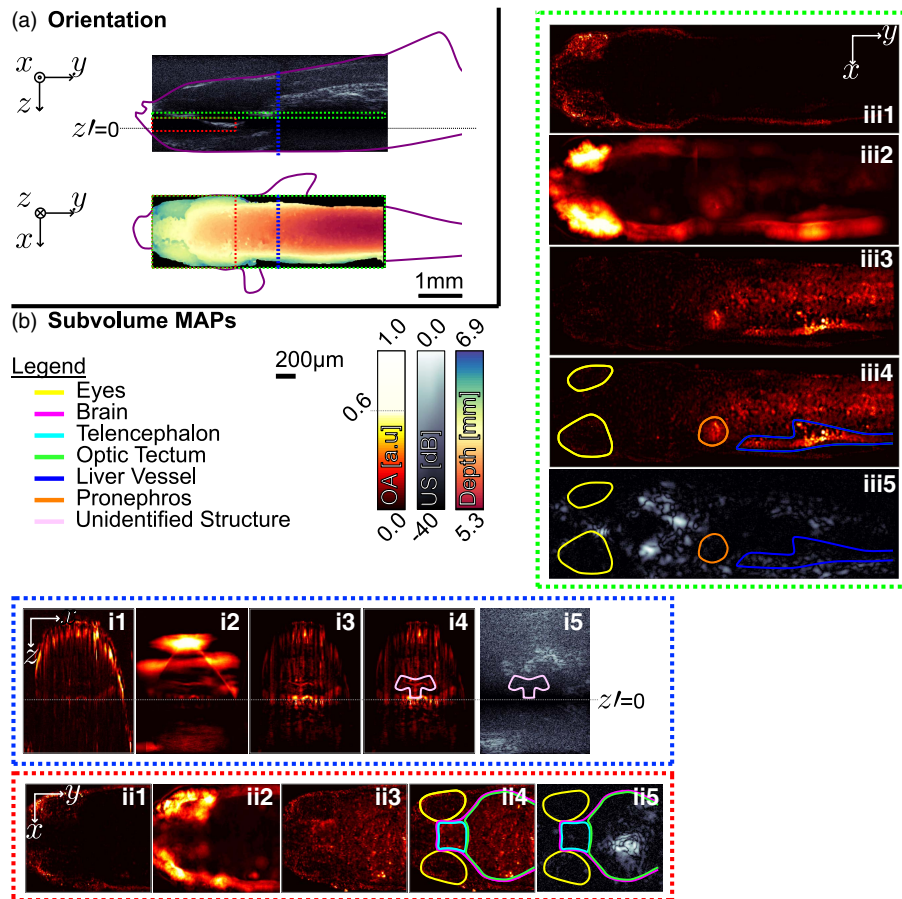 (a) Orientation
x
y
z
z′=0
z
y
x
1mm
(b) Subvolume MAPs
Legend
Eyes
Brain
Telencephalon
Optic Tectum
Liver Vessel
Pronephros
Unidentified Structure
200μm
1.0
0.0
6.9
0.6
OA [a.u]
US [dB]
Depth [mm]
0.0
-40
5.3
y
x
iii1
iii2
iii3
iii4
iii5
z
i1
i2
i3
i4
i5
z′=0
y
x
ii1
ii2
ii3
ii4
ii5